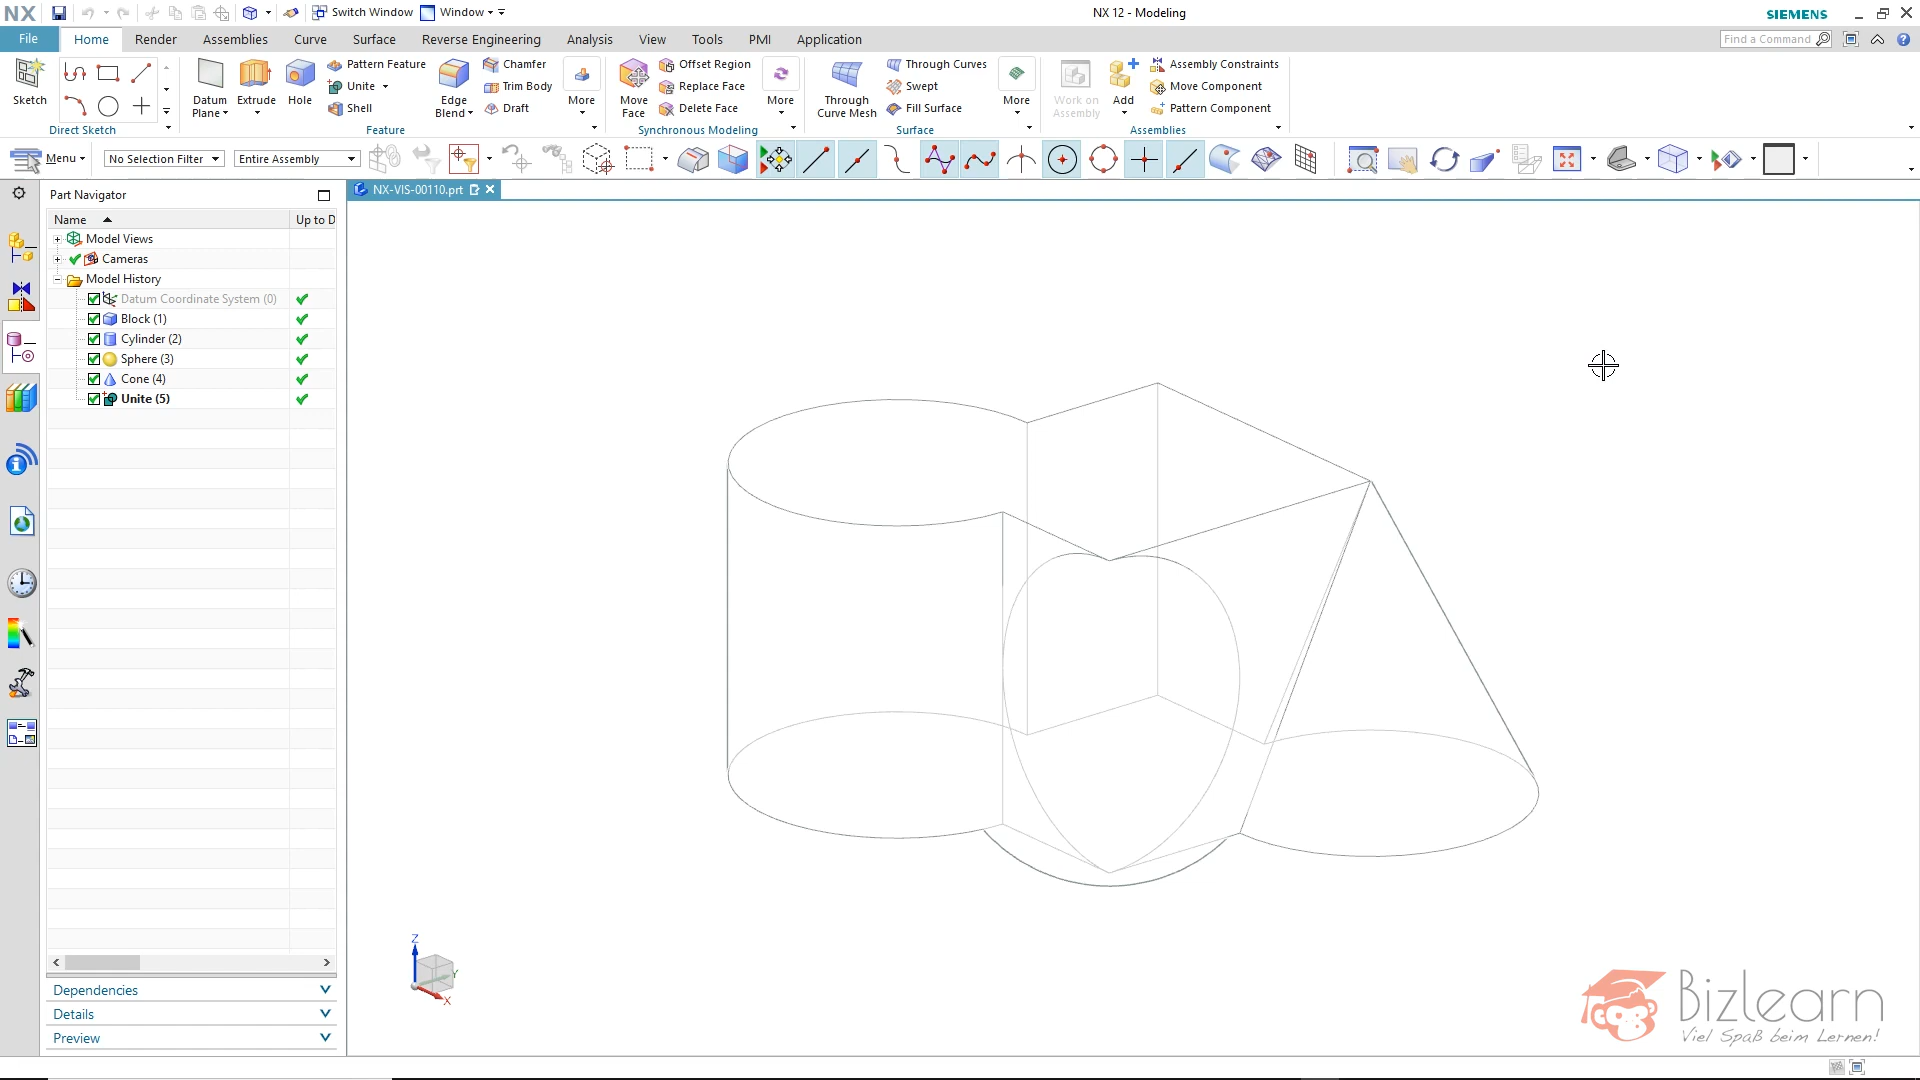 NX
Switch Window
Window
NX 12 - Modeling
SIEMENS
File
Home
Render
Assemblies
Curve
Surface
Reverse Engineering
Analysis
View
Tools
PMI
Application
Find a Command
Sketch
Direct Sketch
Datum
Plane
Extrude
Hole
Pattern Feature
Unite
Shell
Edge
Blend
Chamfer
Trim Body
Draft
More
Feature
Move
Face
Offset Region
Replace Face
Delete Face
More
Synchronous Modeling
Through
Curve Mesh
Through Curves
Swept
Fill Surface
More
Surface
Work on
Assembly
Add
Assembly Constraints
Move Component
Pattern Component
Assemblies
Menu
No Selection Filter
Entire Assembly
Part Navigator
NX-VIS-00110.prt
Name
Up to D
Model Views
Cameras
Model History
Datum Coordinate System (0)
Block (1)
Cylinder (2)
Sphere (3)
Cone (4)
Unite (5)
Dependencies
Details
Preview
Z
Y
X
Bizlearn
Viel Spaß beim Lernen!